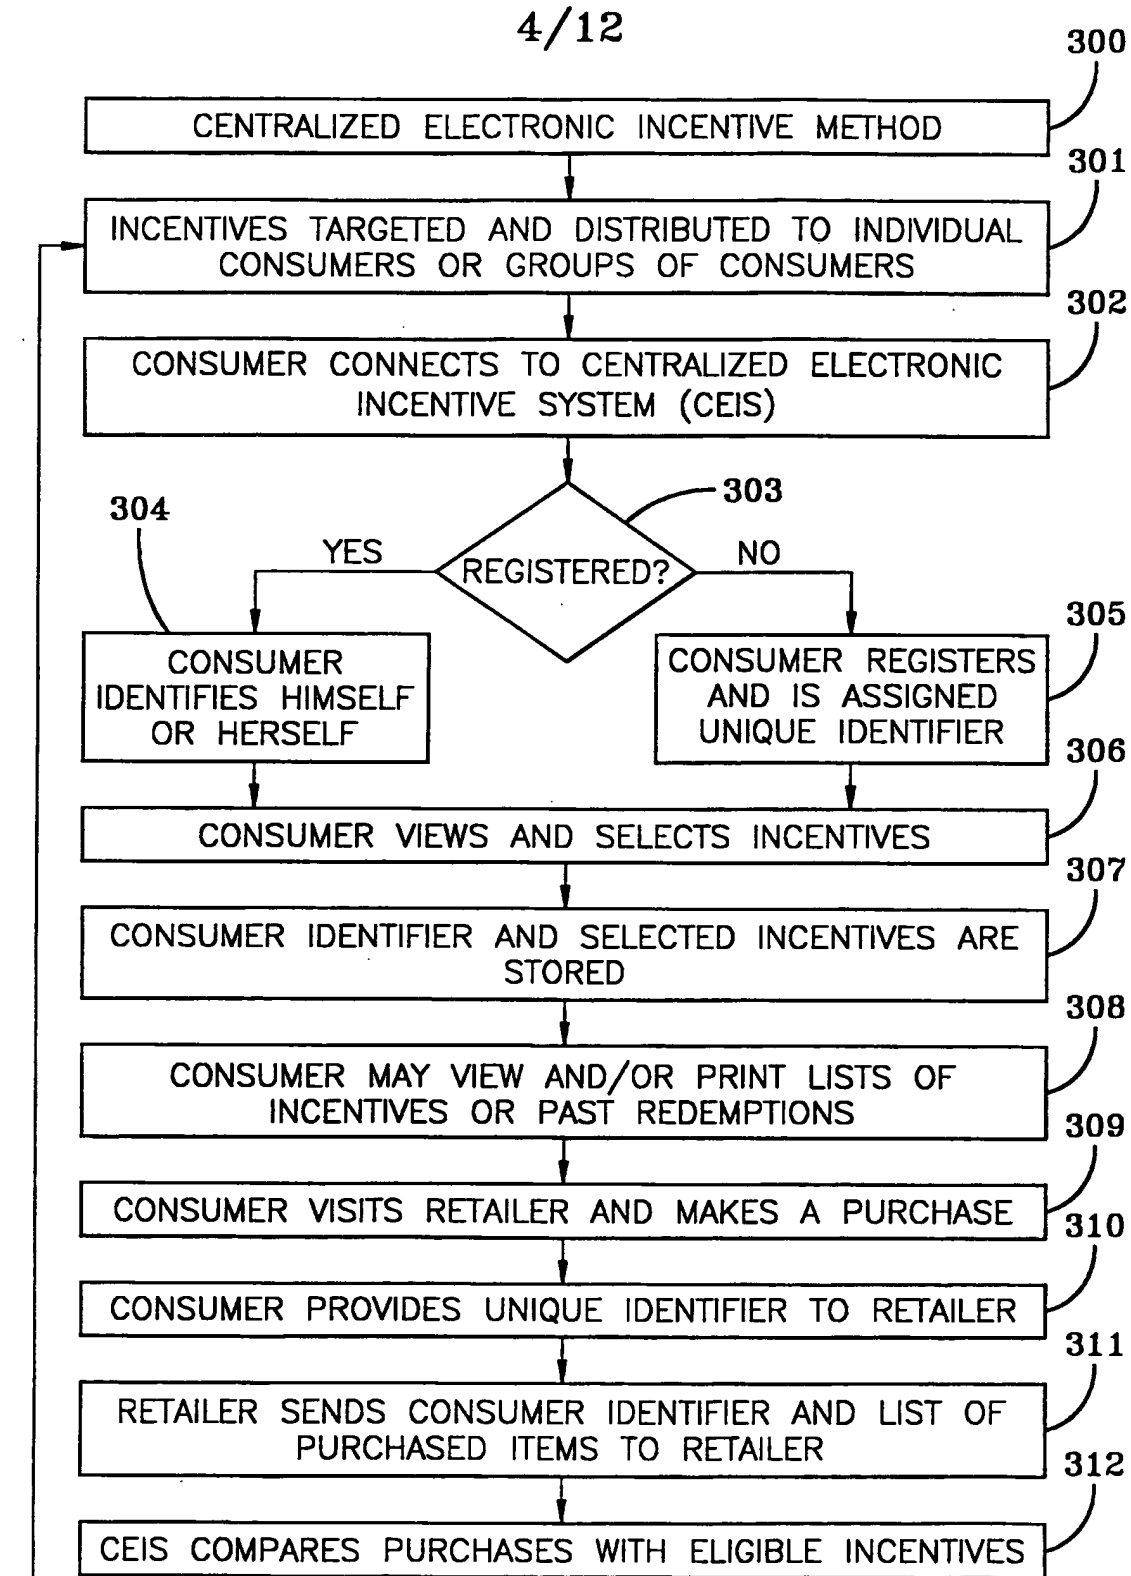 4/12
300
CENTRALIZED ELECTRONIC INCENTIVE METHOD
301
INCENTIVES TARGETED AND DISTRIBUTED TO INDIVIDUAL
CONSUMERS OR GROUPS OF CONSUMERS
302
CONSUMER CONNECTS TO CENTRALIZED ELECTRONIC
INCENTIVE SYSTEM (CEIS)
303
REGISTERED?
YES
NO
304
CONSUMER
IDENTIFIES HIMSELF
OR HERSELF
305
CONSUMER REGISTERS
AND IS ASSIGNED
UNIQUE IDENTIFIER
306
CONSUMER VIEWS AND SELECTS INCENTIVES
307
CONSUMER IDENTIFIER AND SELECTED INCENTIVES ARE
STORED
308
CONSUMER MAY VIEW AND/OR PRINT LISTS OF
INCENTIVES OR PAST REDEMPTIONS
309
CONSUMER VISITS RETAILER AND MAKES A PURCHASE
310
CONSUMER PROVIDES UNIQUE IDENTIFIER TO RETAILER
311
RETAILER SENDS CONSUMER IDENTIFIER AND LIST OF
PURCHASED ITEMS TO RETAILER
312
CEIS COMPARES PURCHASES WITH ELIGIBLE INCENTIVES